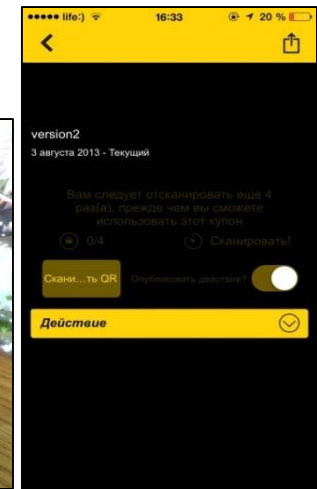 life:) 16:33 20 %
version2
3 августа 2013 - Текущий
Вам следует отсканировать еще 4
раз(а), прежде чем вы сможете
использовать этот купон
0/4 Сканировать!
Скани...ть QR Опубликовать действие?
Действие